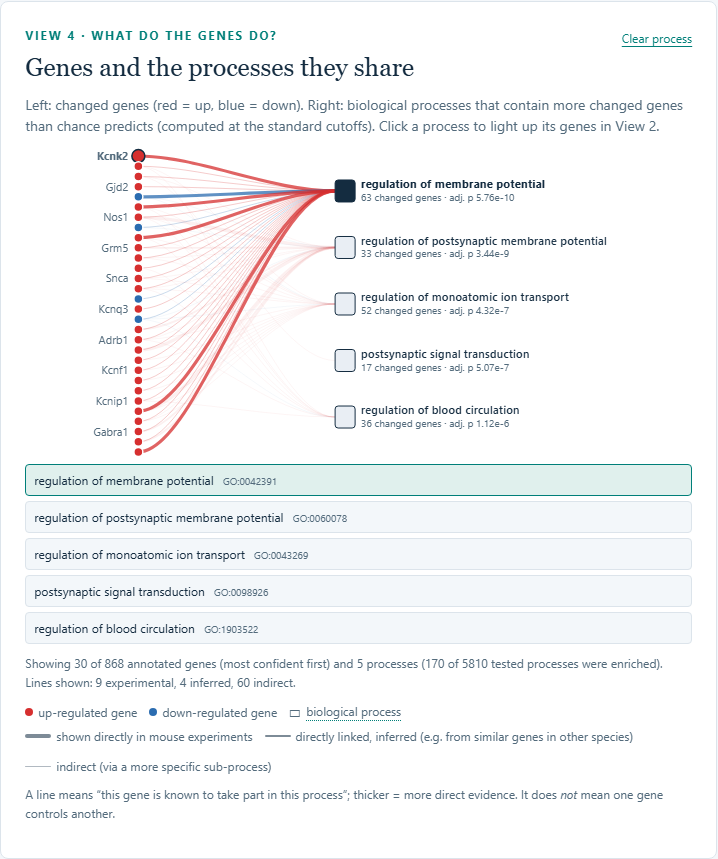 VIEW 4 · WHAT DO THE GENES DO?
Clear process
Genes and the processes they share
Left: changed genes (red = up, blue = down). Right: biological processes that contain more changed genes
than chance predicts (computed at the standard cutoffs). Click a process to light up its genes in View 2.
Kcnk2
Gjd2
Nos1
Grm5
Snca
Kcnq3
Adrb1
Kcnf1
Kcnip1
Gabra1
regulation of membrane potential
63 changed genes · adj. p 5.76e-10
regulation of postsynaptic membrane potential
33 changed genes · adj. p 3.44e-9
regulation of monoatomic ion transport
52 changed genes · adj. p 4.32e-7
postsynaptic signal transduction
17 changed genes · adj. p 5.07e-7
regulation of blood circulation
36 changed genes · adj. p 1.12e-6
regulation of membrane potential GO:0042391
regulation of postsynaptic membrane potential GO:0060078
regulation of monoatomic ion transport GO:0043269
postsynaptic signal transduction GO:0098926
regulation of blood circulation GO:1903522
Showing 30 of 868 annotated genes (most confident first) and 5 processes (170 of 5810 tested processes were enriched).
Lines shown: 9 experimental, 4 inferred, 60 indirect.
up-regulated gene down-regulated gene biological process
shown directly in mouse experiments directly linked, inferred (e.g. from similar genes in other species)
indirect (via a more specific sub-process)
A line means “this gene is known to take part in this process”; thicker = more direct evidence. It does not mean one gene
controls another.